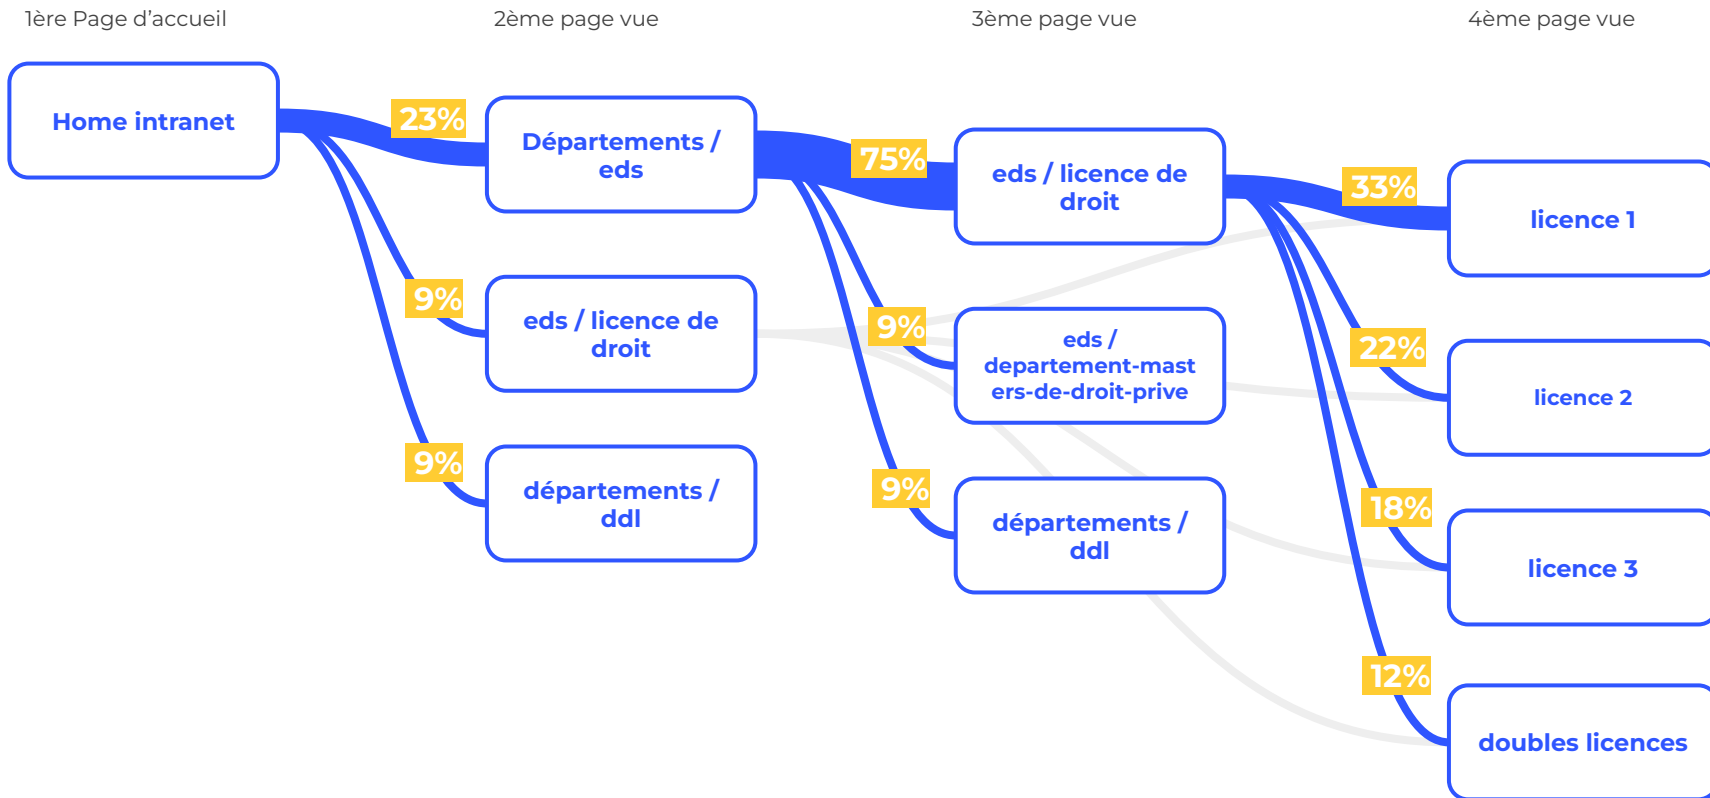 1ère Page d’accueil
2ème page vue
3ème page vue
4ème page vue
Home intranet
23%
9%
9%
Départements /
eds
eds / licence de
droit
départements /
ddl
75%
9%
9%
eds / licence de
droit
eds /
departement-mast
ers-de-droit-prive
départements /
ddl
33%
22%
18%
12%
licence 1
licence 2
licence 3
doubles licences